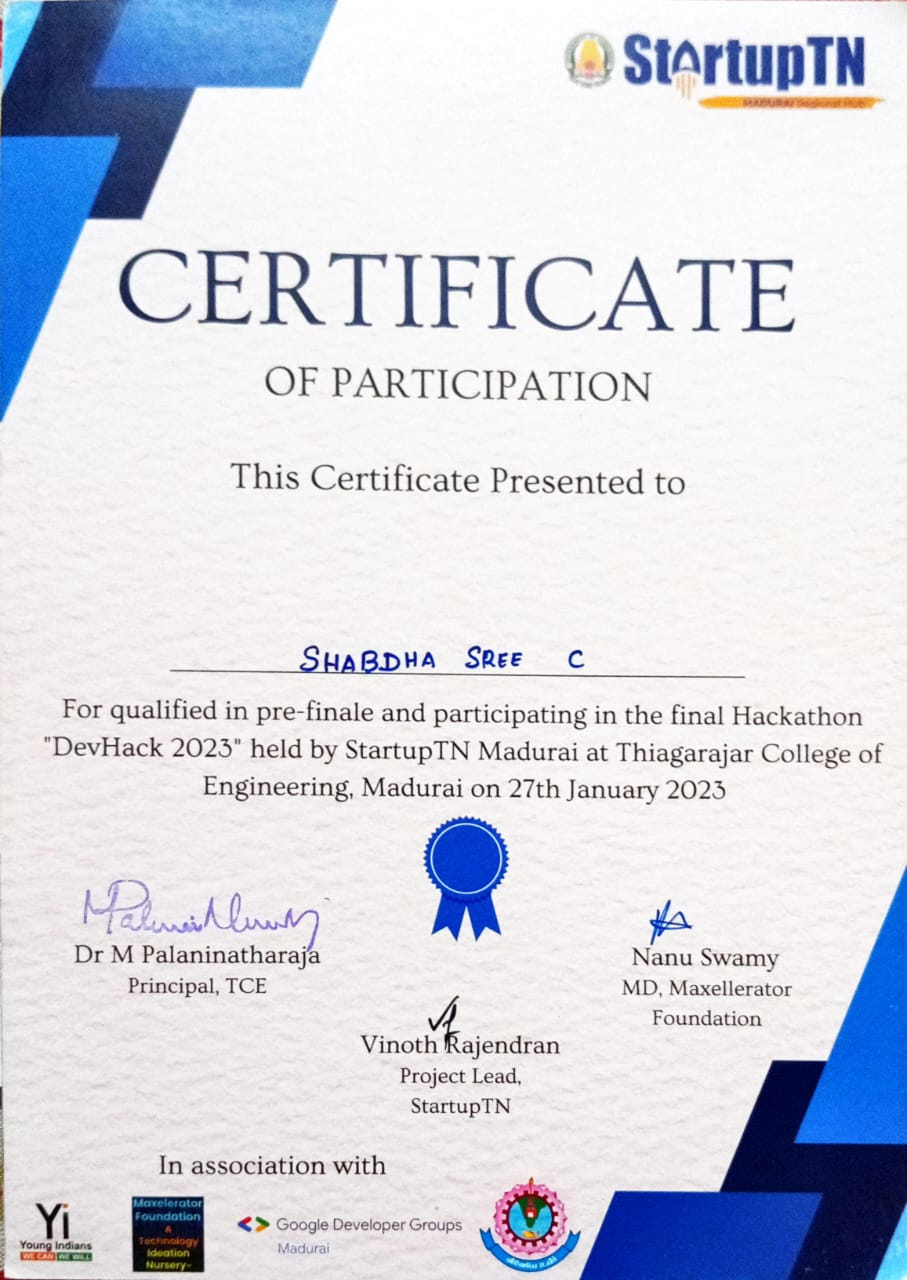 StartupTN
MADURAI Regional Hub
CERTIFICATE
OF PARTICIPATION
This Certificate Presented to
SHABDHA SREE C
For qualified in pre-finale and participating in the final Hackathon
"DevHack 2023" held by StartupTN Madurai at Thiagarajar College of
Engineering, Madurai on 27th January 2023
Dr M Palaninatharaja
Principal, TCE
Nanu Swamy
MD, Maxellerator
Foundation
Vinoth Rajendran
Project Lead,
StartupTN
In association with
Yi
Young Indians
WE CAN WE WILL
Maxelerator
Foundation
A
Technology
Ideation
Nursery~
Google Developer Groups
Madurai